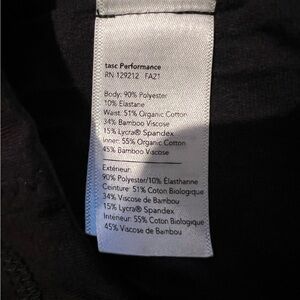 tasc Performance
RN 129212 FA21
Body: 90% Polyester
10% Elastane
Waist: 51% Organic Cotton
34% Bamboo Viscose
15% Lycra® Spandex
Inner: 55% Organic Cotton
45% Bamboo Viscose
Extérieur:
90% Polyester/10% Élasthanne
Ceinture: 51% Coton Biologique
34% Viscose de Bambou
15% Lycra® Spandex
Intérieur: 55% Coton Biologique
45% Viscose de Bambou